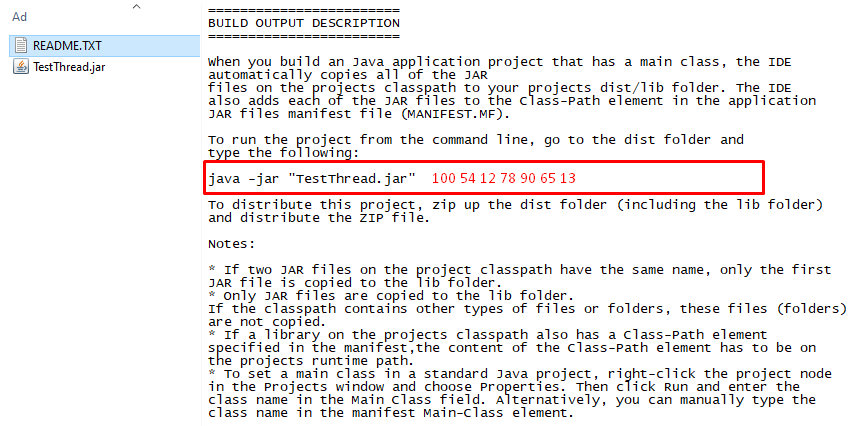 Ad
README.TXT
TestThread.jar
========================
BUILD OUTPUT DESCRIPTION
========================
When you build an Java application project that has a main class, the IDE
automatically copies all of the JAR
files on the projects classpath to your projects dist/lib folder. The IDE
also adds each of the JAR files to the Class-Path element in the application
JAR files manifest file (MANIFEST.MF).
To run the project from the command line, go to the dist folder and
type the following:
java -jar "TestThread.jar" 100 54 12 78 90 65 13
To distribute this project, zip up the dist folder (including the lib folder)
and distribute the ZIP file.
Notes:
* If two JAR files on the project classpath have the same name, only the first
JAR file is copied to the lib folder.
* Only JAR files are copied to the lib folder.
If the classpath contains other types of files or folders, these files (folders)
are not copied.
* If a library on the projects classpath also has a Class-Path element
specified in the manifest,the content of the Class-Path element has to be on
the projects runtime path.
* To set a main class in a standard Java project, right-click the project node
in the Projects window and choose Properties. Then click Run and enter the
class name in the Main Class field. Alternatively, you can manually type the
class name in the manifest Main-Class element.